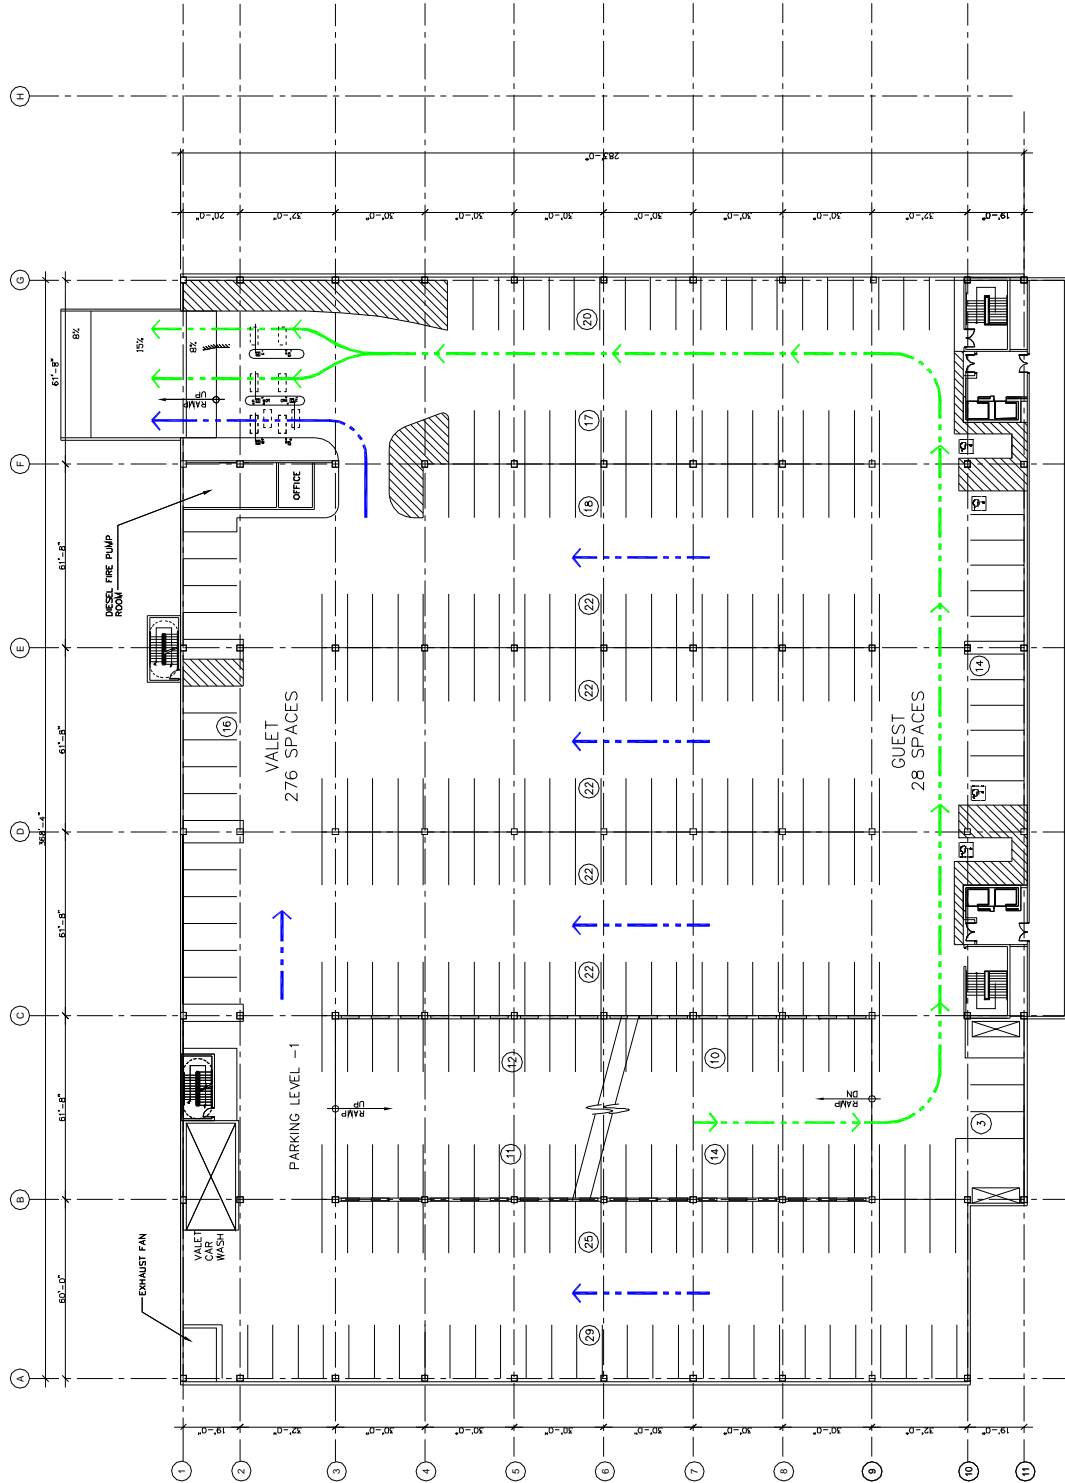 H
283'-0"
20'-0"
32'-0"
30'-0"
30'-0"
30'-0"
30'-0"
30'-0"
30'-0"
32'-0"
19'-0"
G
8%
15%
8%
20
61'-8"
RAMP
UP
17
F
OFFICE
18
61'-8"
DIESEL FIRE PUMP
ROOM
22
E
14
22
16
61'-8"
VALET
276 SPACES
GUEST
28 SPACES
22
D
368'-4"
22
61'-8"
22
C
12
10
61'-8"
PARKING LEVEL -1
RAMP
UP
RAMP
DN
11
14
3
B
VALET
CAR
WASH
25
EXHAUST FAN
60'-0"
29
A
19'-0"
32'-0"
30'-0"
30'-0"
30'-0"
30'-0"
30'-0"
30'-0"
32'-0"
19'-0"
1
2
3
4
5
6
7
8
9
10
11